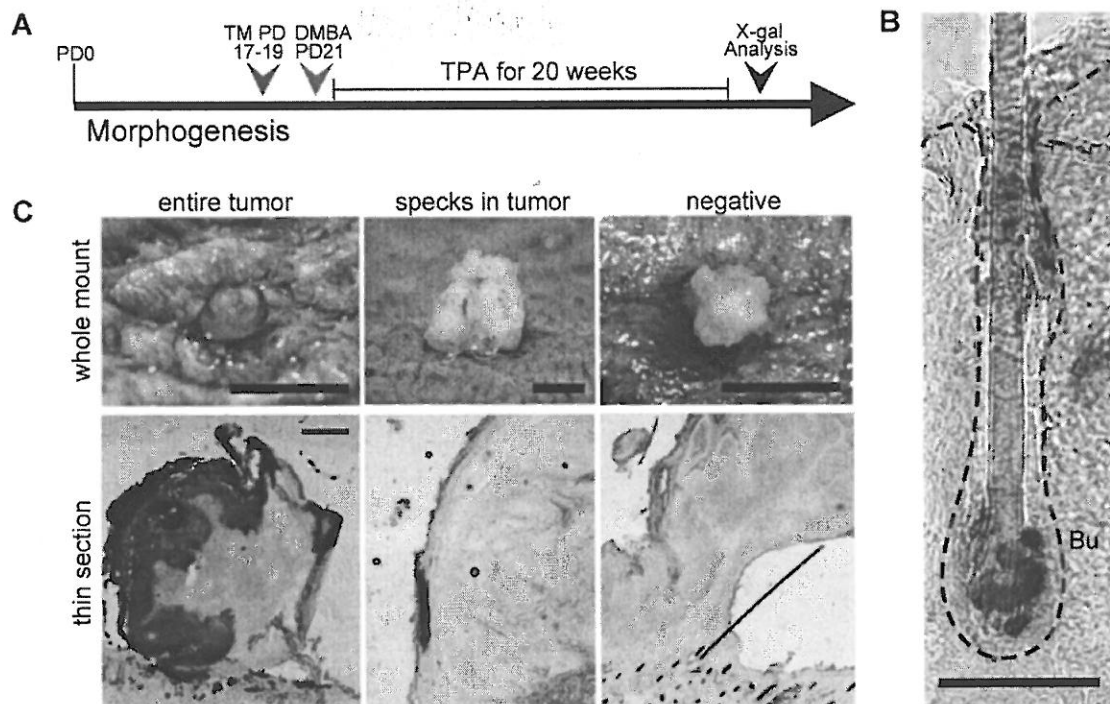 A
PD0
TM PD
17-19
DMBA
PD21
TPA for 20 weeks
X-gal
Analysis
Morphogenesis
B
Bu
C
entire tumor
specks in tumor
negative
whole mount
thin section